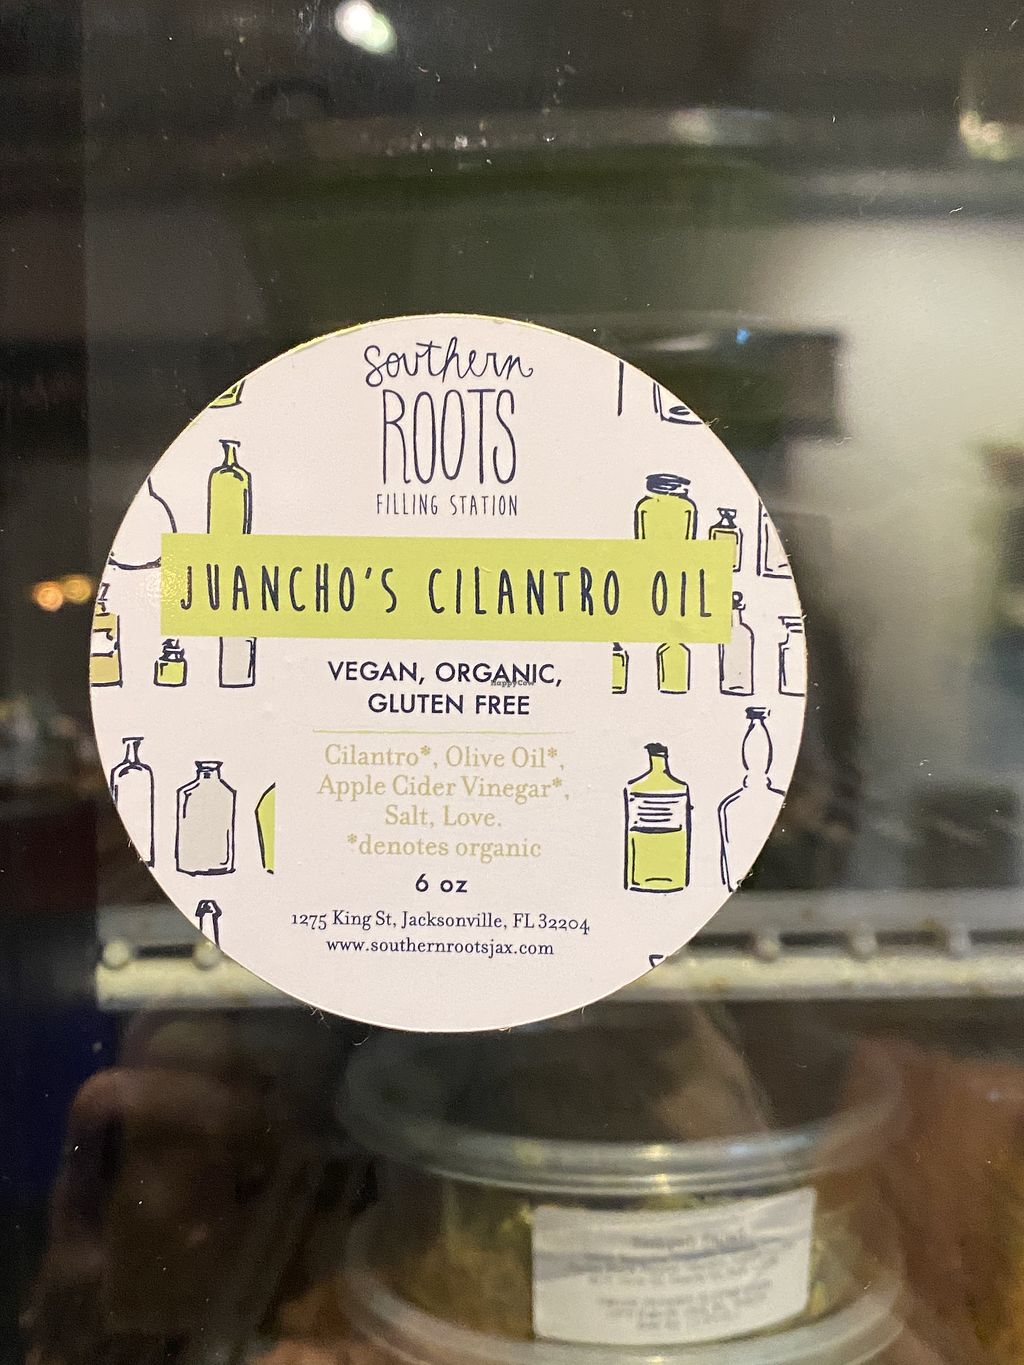 Southern
ROOTS
FILLING STATION
JUANCHO'S CILANTRO OIL
VEGAN, ORGANIC,
HappyCow
GLUTEN FREE
Cilantro*, Olive Oil*,
Apple Cider Vinegar*,
Salt, Love.
*denotes organic
6 oz
1275 King St, Jacksonville, FL 32204
www.southernrootsjax.com